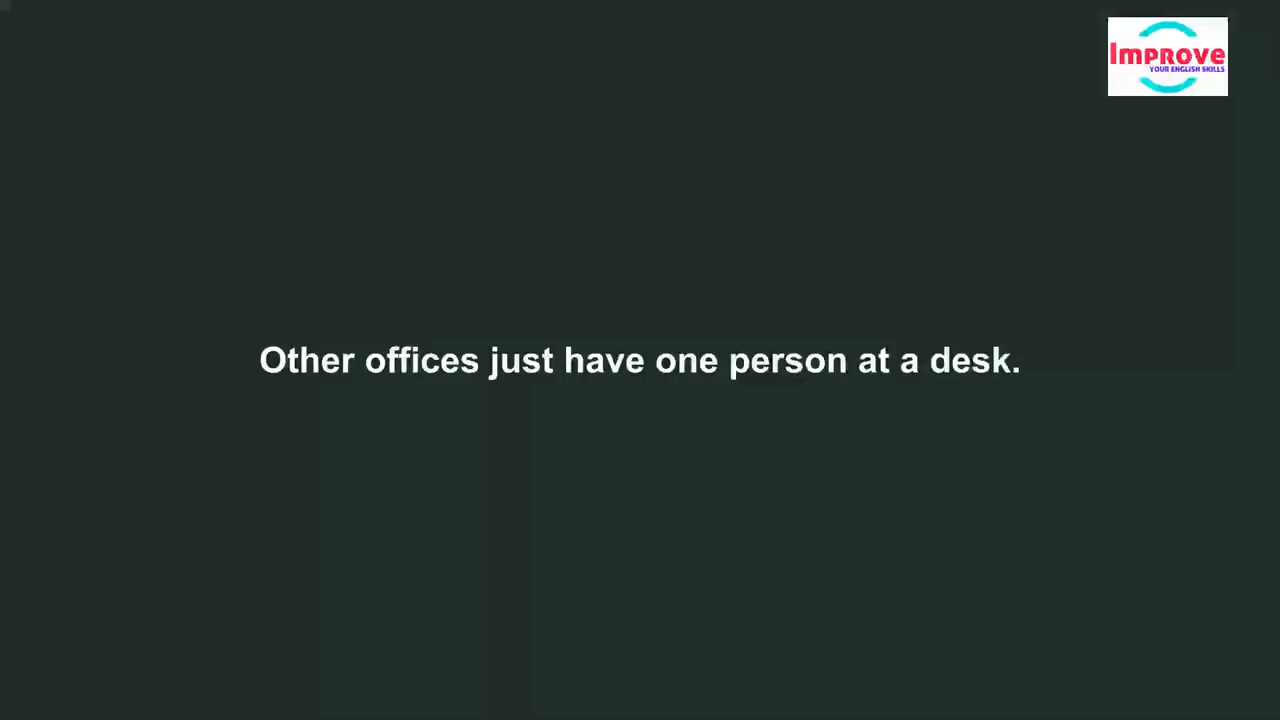 Improve
YOUR ENGLISH SKILLS
Other offices just have one person at a desk.